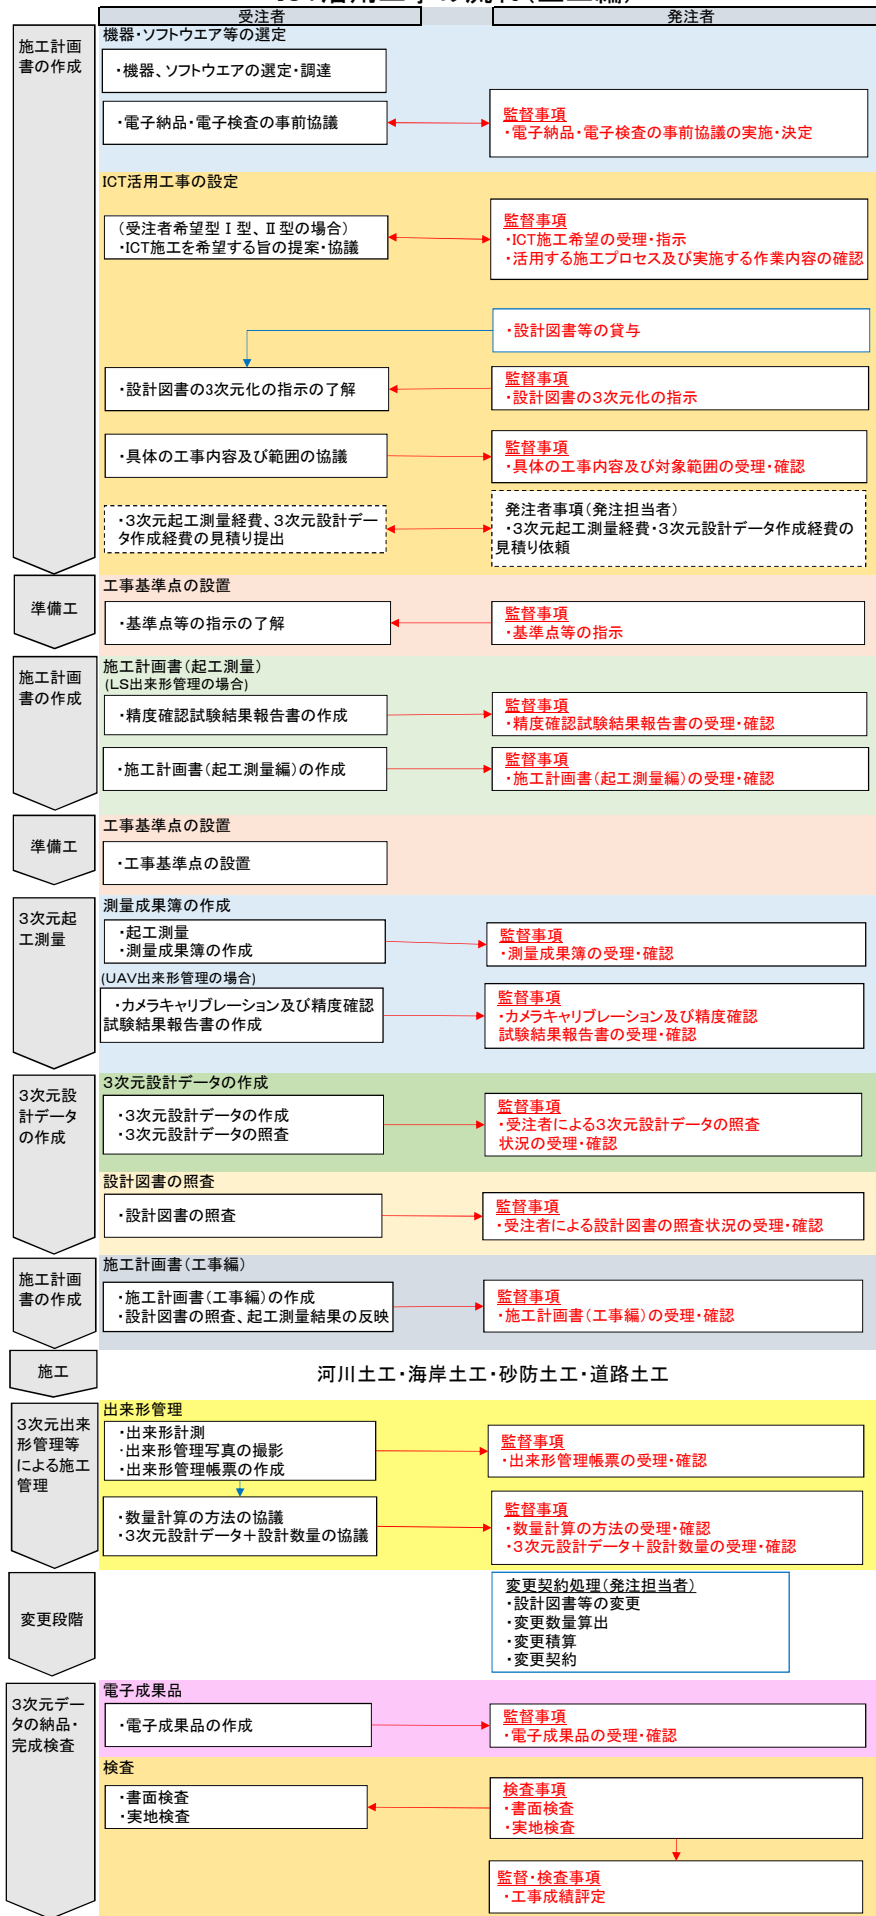 ICT活用工事の流れ(土工編)
受注者
発注者
施工計画
書の作成
機器・ソフトウエア等の選定
・機器、ソフトウエアの選定・調達
・電子納品・電子検査の事前協議
監督事項
・電子納品・電子検査の事前協議の実施・決定
ICT活用工事の設定
(受注者希望型Ⅰ型、Ⅱ型の場合)
・ICT施工を希望する旨の提案・協議
監督事項
・ICT施工希望の受理・指示
・活用する施工プロセス及び実施する作業内容の確認
・設計図書等の貸与
・設計図書の3次元化の指示の了解
監督事項
・設計図書の3次元化の指示
・具体の工事内容及び範囲の協議
監督事項
・具体の工事内容及び対象範囲の受理・確認
・3次元起工測量経費、3次元設計デー
タ作成経費の見積り提出
発注者事項(発注担当者)
・3次元起工測量経費・3次元設計データ作成経費の
見積り依頼
準備工
工事基準点の設置
・基準点等の指示の了解
監督事項
・基準点等の指示
施工計画
書の作成
施工計画書(起工測量)
(LS出来形管理の場合)
・精度確認試験結果報告書の作成
監督事項
・精度確認試験結果報告書の受理・確認
・施工計画書(起工測量編)の作成
監督事項
・施工計画書(起工測量編)の受理・確認
準備工
工事基準点の設置
・工事基準点の設置
3次元起
工測量
測量成果簿の作成
・起工測量
・測量成果簿の作成
監督事項
・測量成果簿の受理・確認
(UAV出来形管理の場合)
・カメラキャリブレーション及び精度確認
試験結果報告書の作成
監督事項
・カメラキャリブレーション及び精度確認
試験結果報告書の受理・確認
3次元設
計データ
の作成
3次元設計データの作成
・3次元設計データの作成
・3次元設計データの照査
監督事項
・受注者による3次元設計データの照査
状況の受理・確認
設計図書の照査
・設計図書の照査
監督事項
・受注者による設計図書の照査状況の受理・確認
施工計画
書の作成
施工計画書(工事編)
・施工計画書(工事編)の作成
・設計図書の照査、起工測量結果の反映
監督事項
・施工計画書(工事編)の受理・確認
施工
河川土工・海岸土工・砂防土工・道路土工
3次元出来
形管理等
による施工
管理
出来形管理
・出来形計測
・出来形管理写真の撮影
・出来形管理帳票の作成
監督事項
・出来形管理帳票の受理・確認
・数量計算の方法の協議
・3次元設計データ+設計数量の協議
監督事項
・数量計算の方法の受理・確認
・3次元設計データ+設計数量の受理・確認
変更段階
変更契約処理(発注担当者)
・設計図書等の変更
・変更数量算出
・変更積算
・変更契約
3次元デー
タの納品・
完成検査
電子成果品
・電子成果品の作成
監督事項
・電子成果品の受理・確認
検査
・書面検査
・実地検査
検査事項
・書面検査
・実地検査
監督・検査事項
・工事成績評定